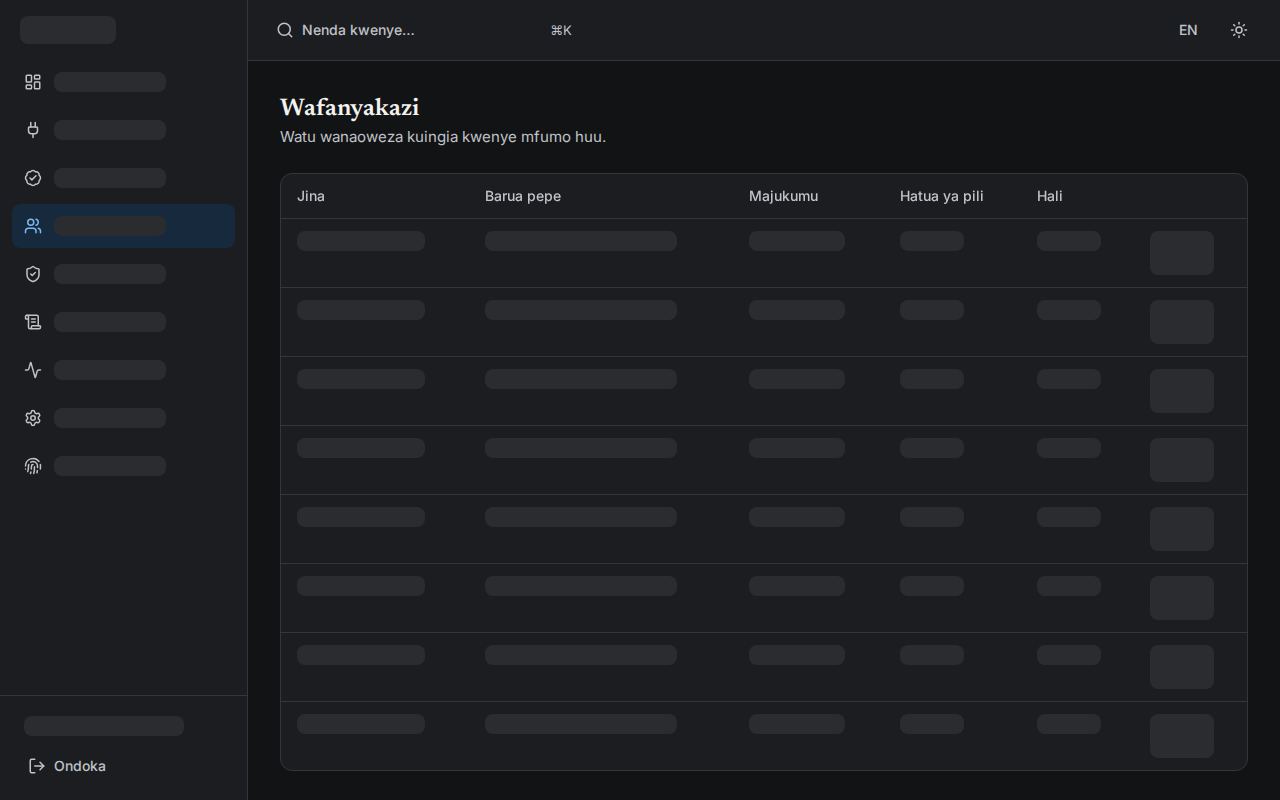 Nenda kwenye... ⌘K EN
Wafanyakazi
Watu wanaoweza kuingia kwenye mfumo huu.
Jina Barua pepe Majukumu Hatua ya pili Hali
Ondoka